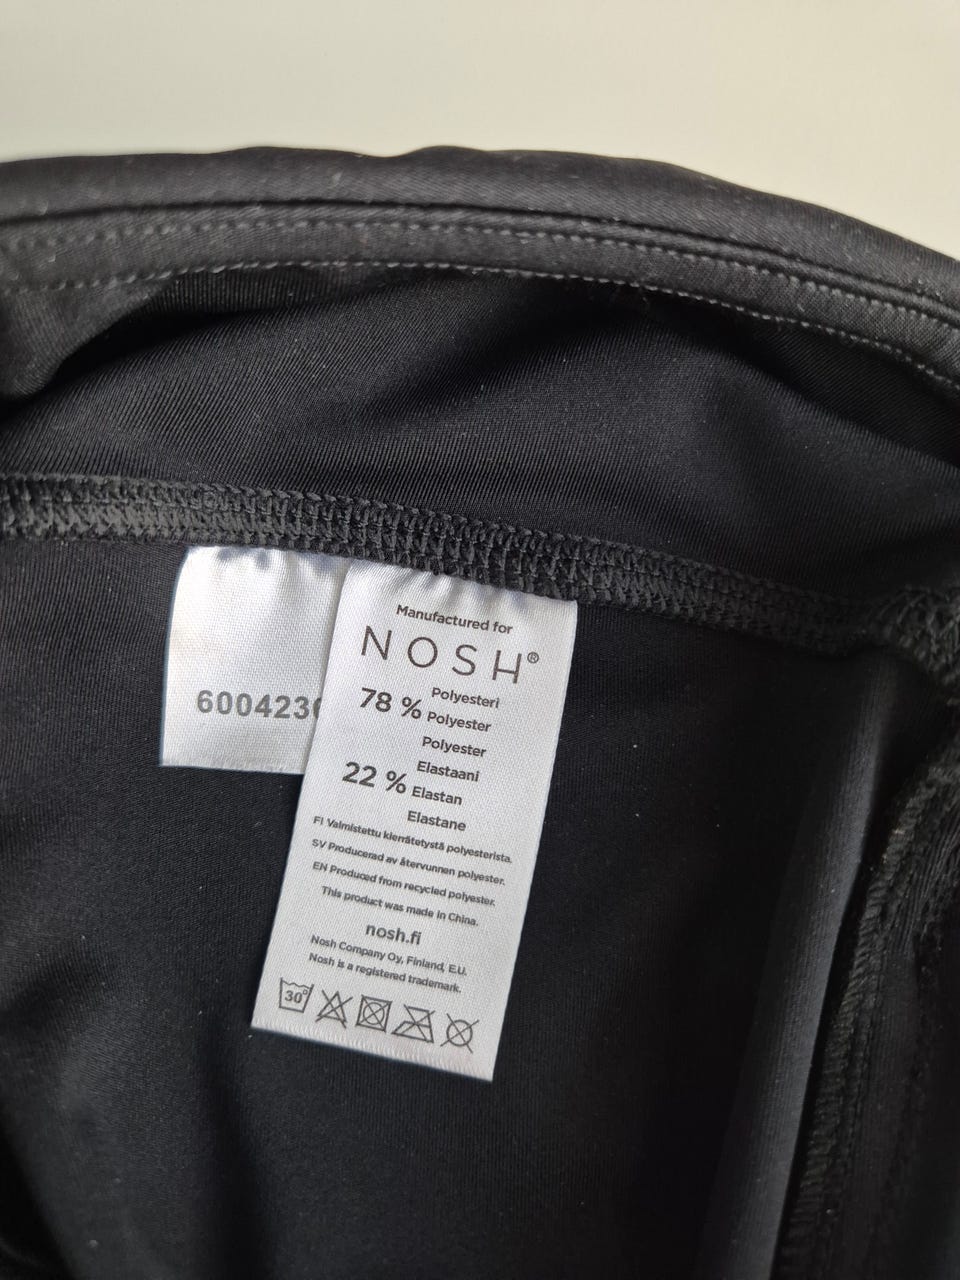 600423
Manufactured for
NOSH®
78 %
Polyesteri
Polyester
Polyester
22 %
Elastaani
Elastan
Elastane
FI Valmistettu kierrätetystä polyesterista.
SV Producerad av återvunnen polyester.
EN Produced from recycled polyester.
This product was made in China.
nosh.fi
Nosh Company Oy, Finland, E.U.
Nosh is a registered trademark.
30°